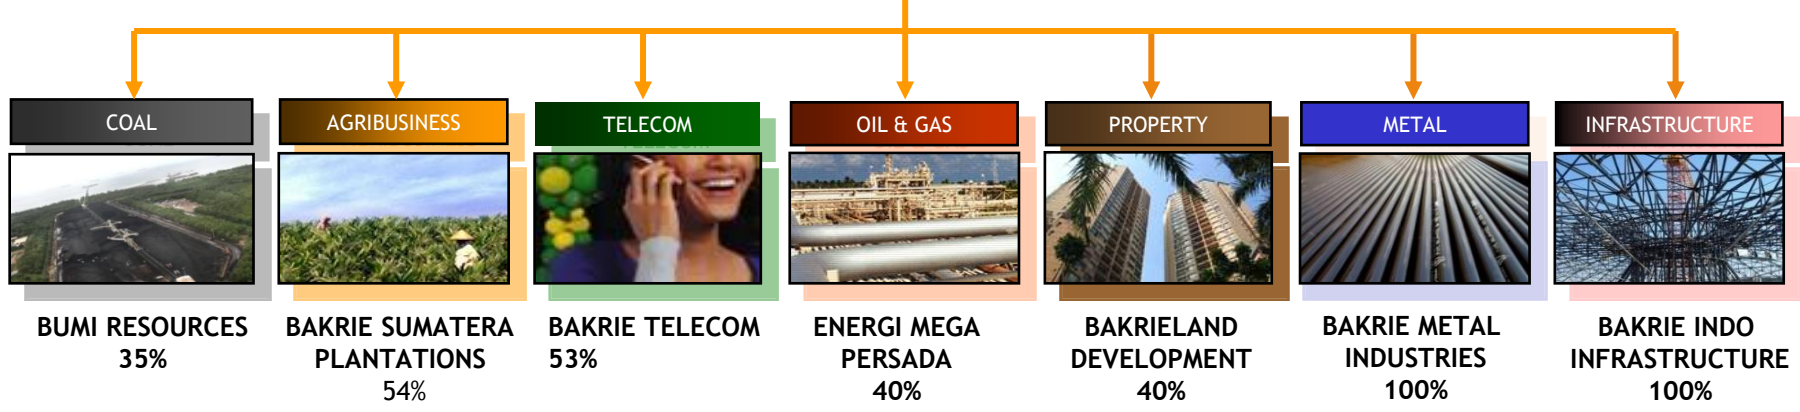 COAL
AGRIBUSINESS
TELECOM
OIL & GAS
PROPERTY
METAL
INFRASTRUCTURE
BUMI RESOURCES
35%
BAKRIE SUMATERA
PLANTATIONS
54%
BAKRIE TELECOM
53%
ENERGI MEGA
PERSADA
40%
BAKRIELAND
DEVELOPMENT
40%
BAKRIE METAL
INDUSTRIES
100%
BAKRIE INDO
INFRASTRUCTURE
100%